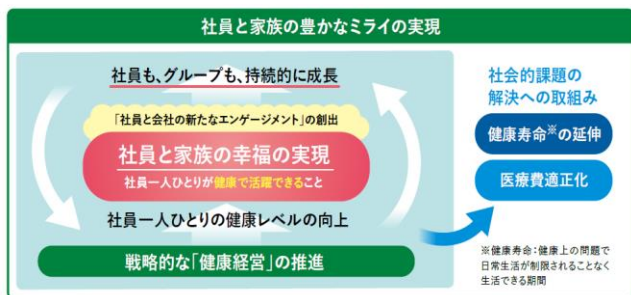 社員と家族の豊かなミライの実現
社員も、グループも、持続的に成長
「社員と会社の新たなエンゲージメント」の創出
社員と家族の幸福の実現
社員一人ひとりが健康で活躍できること
社員一人ひとりの健康レベルの向上
戦略的な「健康経営」の推進
社会的課題の
解決への取組み
健康寿命※の延伸
医療費適正化
※健康寿命:健康上の問題で
日常生活が制限されることなく
生活できる期間